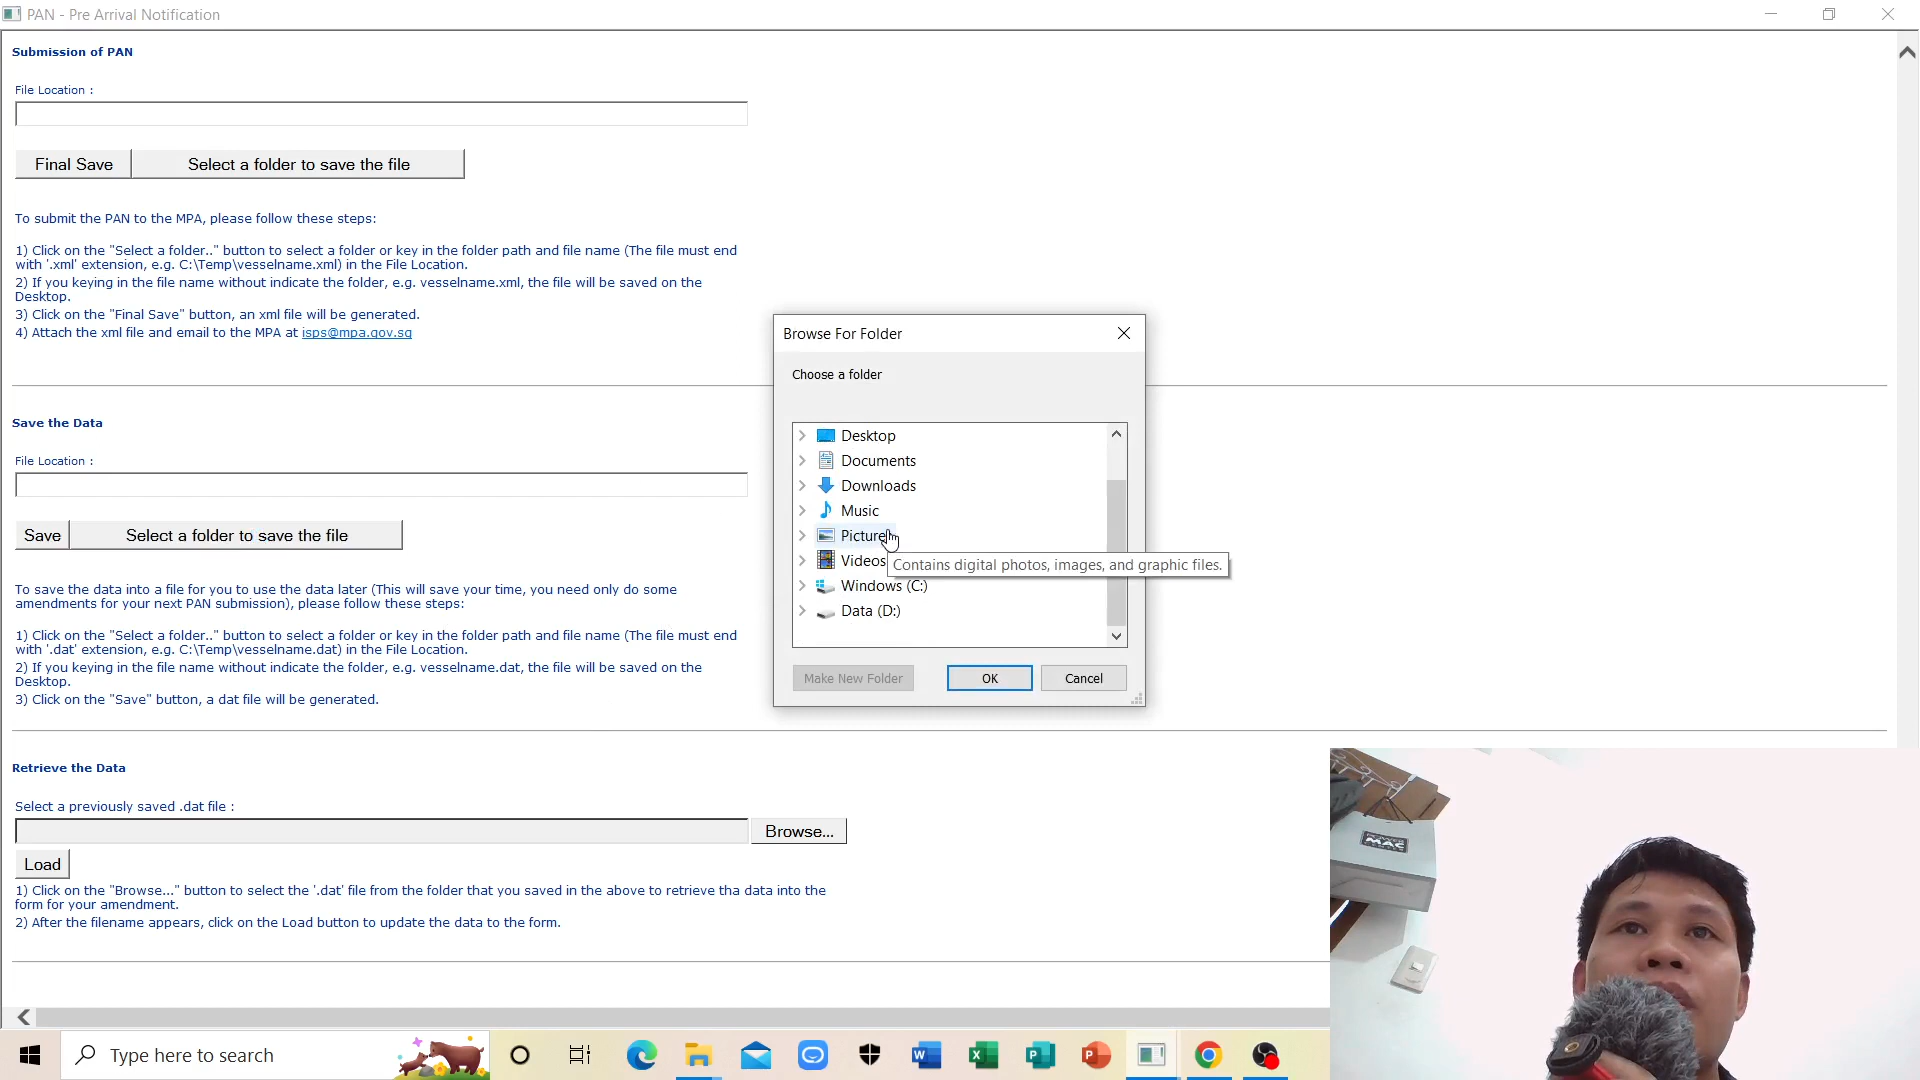 PAN - Pre Arrival Notification
Submission of PAN
File Location :
Final Save
Select a folder to save the file
To submit the PAN to the MPA, please follow these steps:
1) Click on the "Select a folder.." button to select a folder or key in the folder path and file name (The file must end
with '.xml' extension, e.g. C:\Temp\vesselname.xml) in the File Location.
2) If you keying in the file name without indicate the folder, e.g. vesselname.xml, the file will be saved on the
Desktop.
3) Click on the "Final Save" button, an xml file will be generated.
4) Attach the xml file and email to the MPA at isps@mpa.gov.sg
Browse For Folder
Choose a folder
Desktop
Documents
Downloads
Music
Picture
Videos
Contains digital photos, images, and graphic files.
Windows (C:)
Data (D:)
Make New Folder
OK
Cancel
Save the Data
File Location :
Save
Select a folder to save the file
To save the data into a file for you to use the data later (This will save your time, you need only do some
amendments for your next PAN submission), please follow these steps:
1) Click on the "Select a folder.." button to select a folder or key in the folder path and file name (The file must end
with '.dat' extension, e.g. C:\Temp\vesselname.dat) in the File Location.
2) If you keying in the file name without indicate the folder, e.g. vesselname.dat, the file will be saved on the
Desktop.
3) Click on the "Save" button, a dat file will be generated.
Retrieve the Data
Select a previously saved .dat file :
Browse...
Load
1) Click on the "Browse..." button to select the '.dat' file from the folder that you saved in the above to retrieve tha data into the
form for your amendment.
2) After the filename appears, click on the Load button to update the data to the form.
MAC
Type here to search